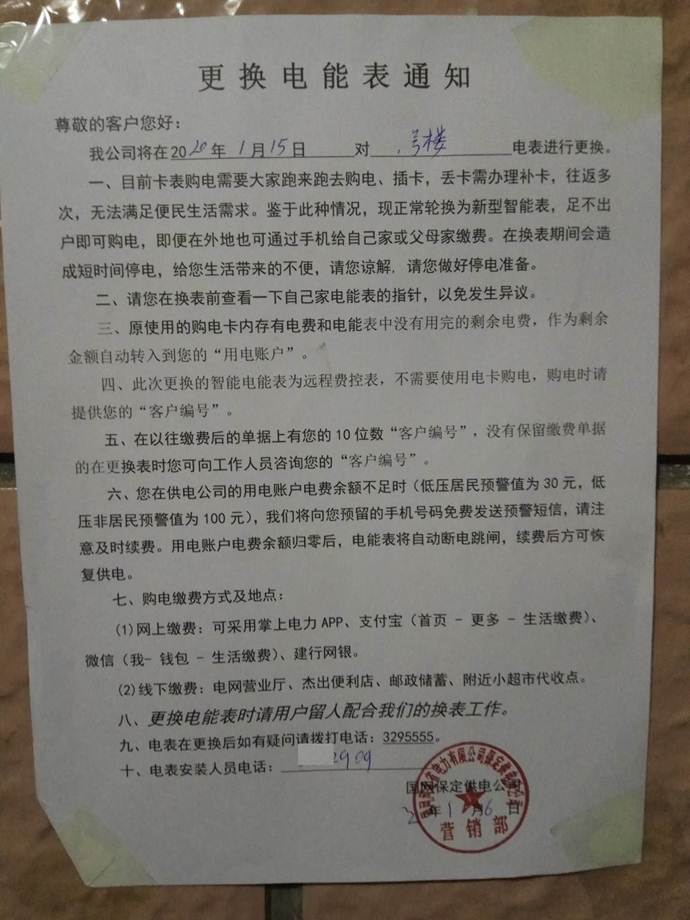 更换电能表通知
尊敬的客户您好：
我公司将在2020年1月15日 对 号楼 电表进行更换。
一、目前卡表购电需要大家跑来跑去购电、插卡，丢卡需办理补卡，往返多
次，无法满足便民生活需求。鉴于此种情况，现正常轮换为新型智能表，足不出
户即可购电，即便在外地也可通过手机给自己家或父母家缴费。在换表期间会造
成短时间停电，给您生活带来的不便，请您谅解，请您做好停电准备。
二、请您在换表前查看一下自己家电能表的指针，以免发生异议。
三、原使用的购电卡内存有电费和电能表中没有用完的剩余电费，作为剩余
金额自动转入到您的“用电账户”。
四、此次更换的智能电能表为远程费控表，不需要使用电卡购电，购电时请
提供您的“客户编号”。
五、在以往缴费后的单据上有您的10位数“客户编号”，没有保留缴费单据
的在更换表时您可向工作人员咨询您的“客户编号”。
六、您在供电公司的用电账户电费余额不足时（低压居民预警值为30元，低
压非居民预警值为100元），我们将向您预留的手机号码免费发送预警短信，请注
意及时续费。用电账户电费余额归零后，电能表将自动断电跳闸，续费后方可恢
复供电。
七、购电缴费方式及地点：
(1)网上缴费：可采用掌上电力APP、支付宝（首页 - 更多 - 生活缴费）、
微信（我- 钱包 - 生活缴费）、建行网银。
(2)线下缴费：电网营业厅、杰出便利店、邮政储蓄、附近小超市代收点。
八、更换电能表时请用户留人配合我们的换表工作。
九、电表在更换后如有疑问请拨打电话：3295555。
十、电表安装人员电话：2909
国网保定供电公司
年1月6日
营销部